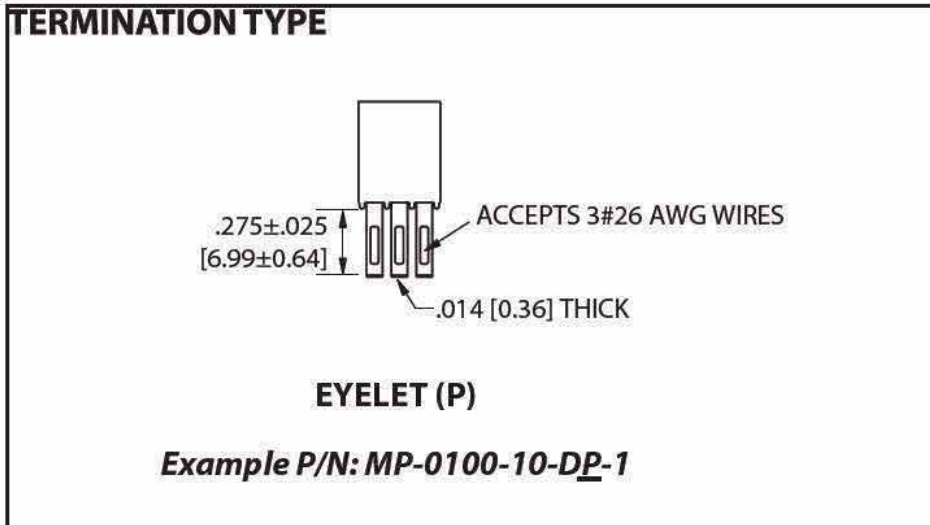 TERMINATION TYPE
.275±.025
[6.99±0.64]
ACCEPTS 3#26 AWG WIRES
.014 [0.36] THICK
EYELET (P)
Example P/N: MP-0100-10-DP-1